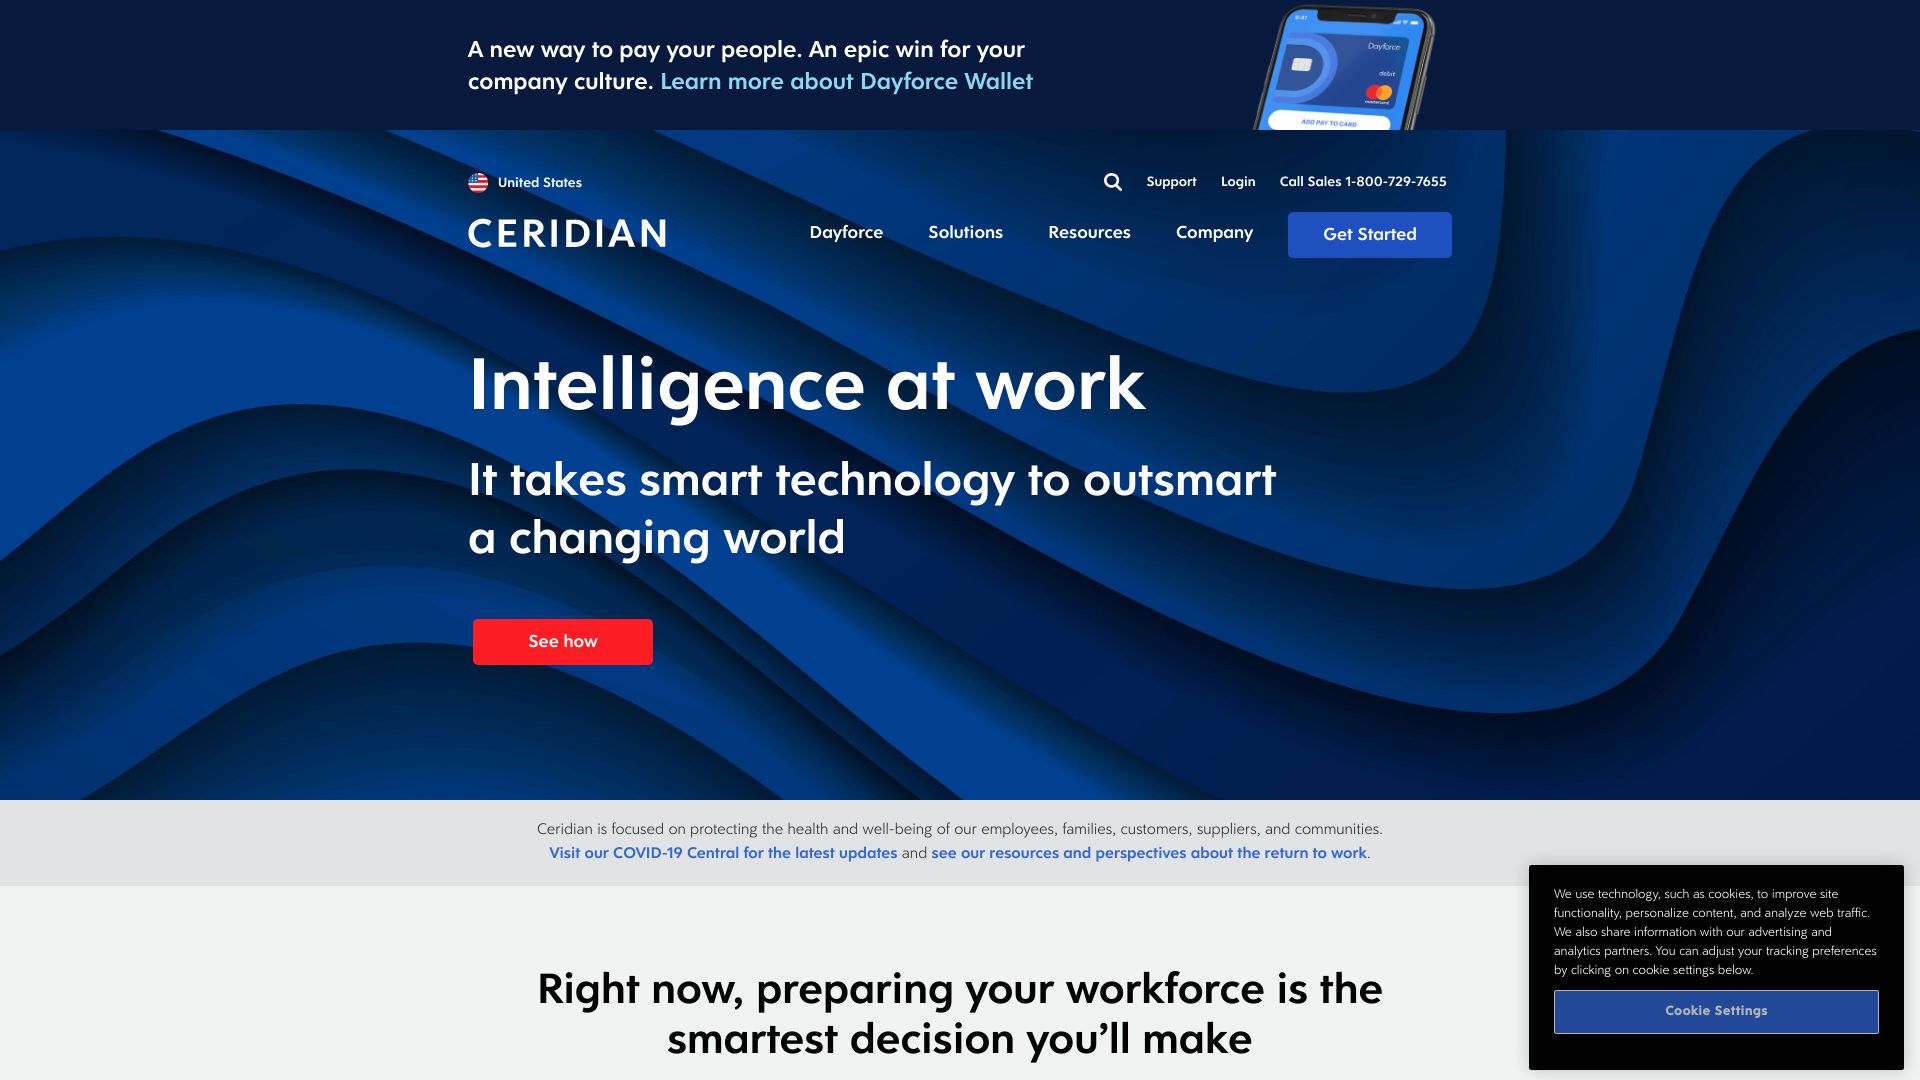 A new way to pay your people. An epic win for your
company culture. Learn more about Dayforce Wallet
9:41
Dayforce
debit
mastercard
ADD PAY TO CARD
United States
Support
Login
Call Sales 1-800-729-7655
CERIDIAN
Dayforce
Solutions
Resources
Company
Get Started
Intelligence at work
It takes smart technology to outsmart
a changing world
See how
Ceridian is focused on protecting the health and well-being of our employees, families, customers, suppliers, and communities.
Visit our COVID-19 Central for the latest updates and see our resources and perspectives about the return to work.
Right now, preparing your workforce is the
smartest decision you’ll make
We use technology, such as cookies, to improve site
functionality, personalize content, and analyze web traffic.
We also share information with our advertising and
analytics partners. You can adjust your tracking preferences
by clicking on cookie settings below.
Cookie Settings